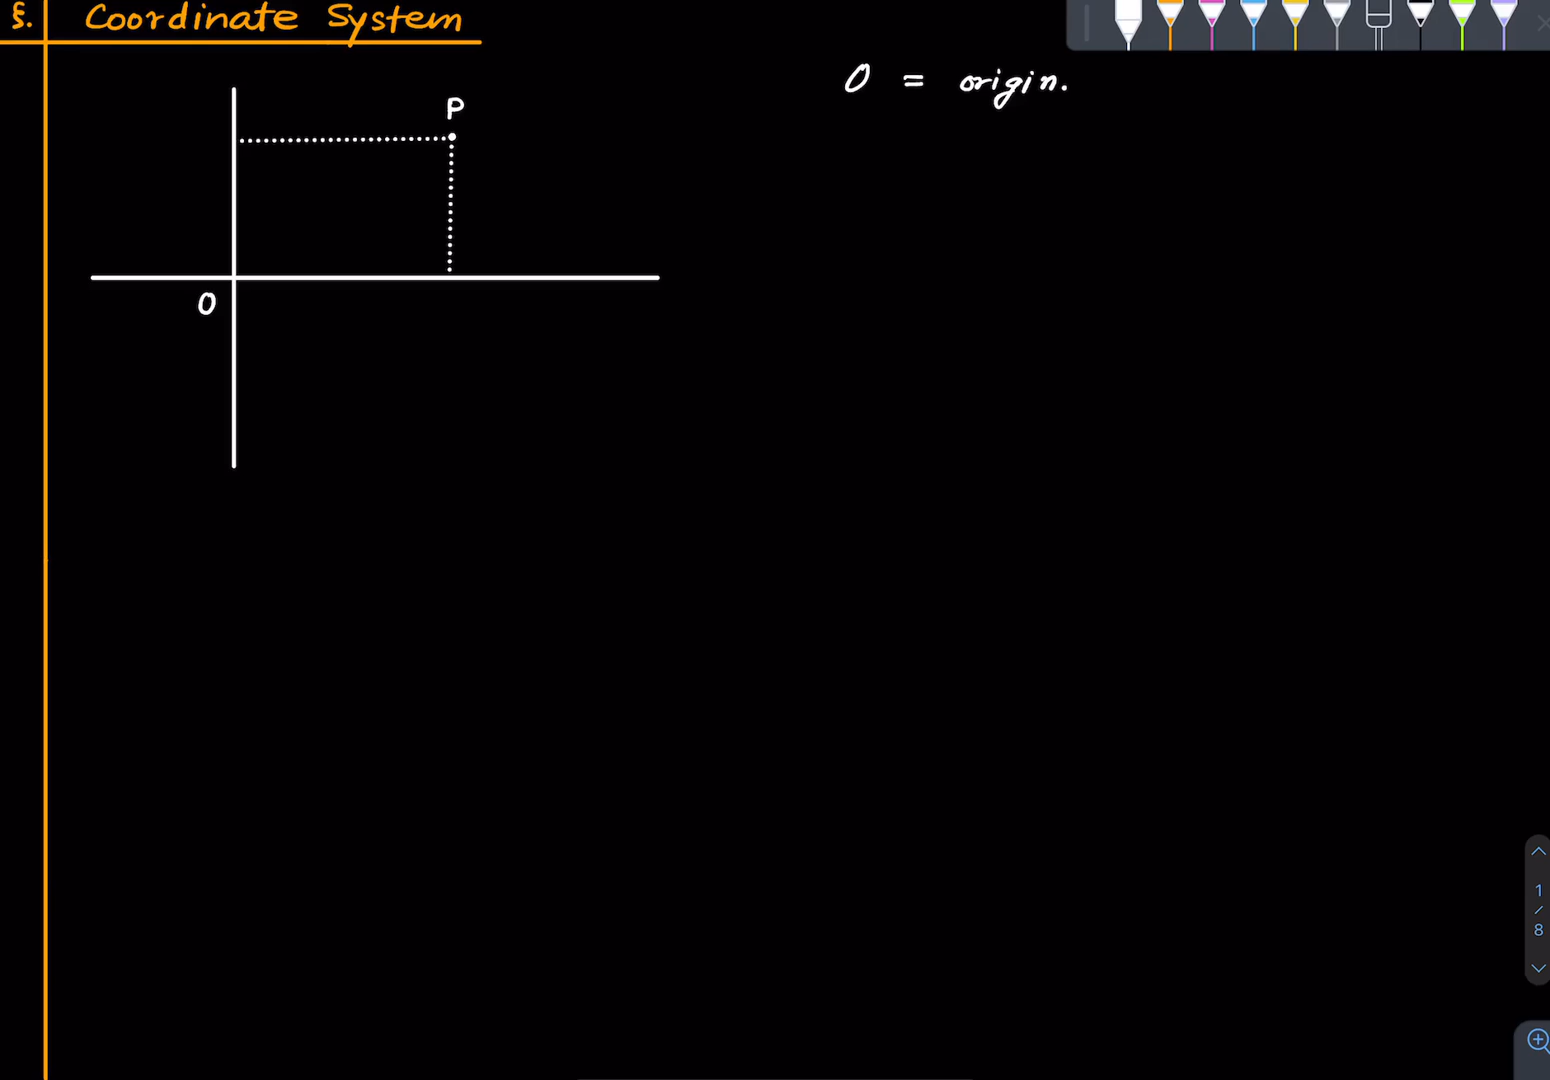 §. Coordinate System
O = origin.
P
O
1
/
8